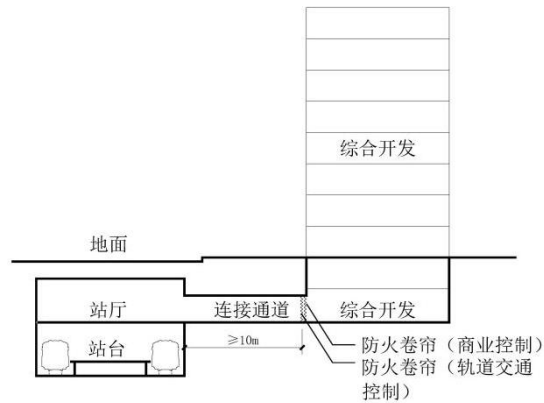 综合开发
地面
站厅
连接通道
综合开发
站台
≥10m
防火卷帘（商业控制）
防火卷帘（轨道交通
控制）